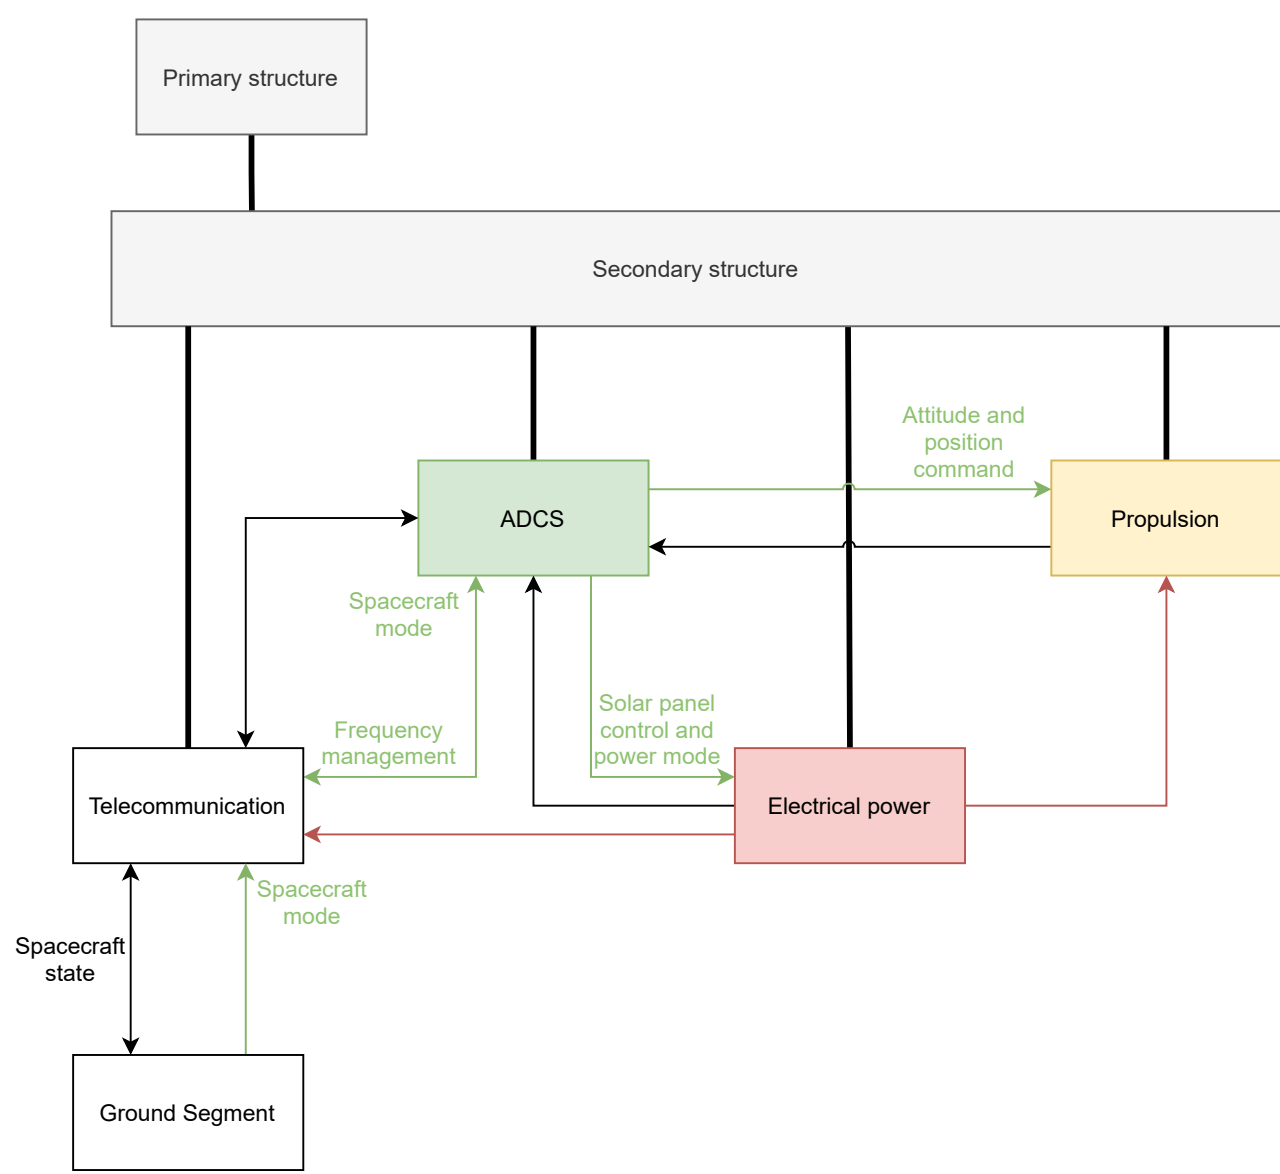 Primary structure
Secondary structure
Attitude and
position
command
ADCS
Propulsion
Spacecraft
mode
Solar panel
control and
power mode
Frequency
management
Telecommunication
Electrical power
Spacecraft
mode
Spacecraft
state
Ground Segment